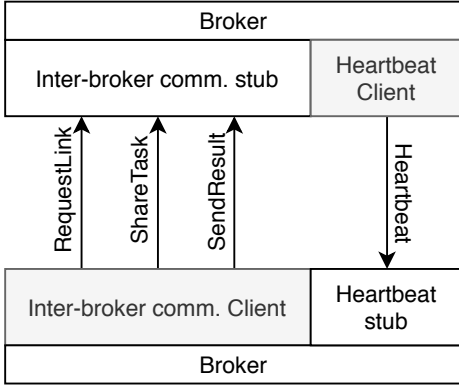 Broker
Inter-broker comm. stub
Heartbeat
Client
RequestLink
ShareTask
SendResult
Heartbeat
Inter-broker comm. Client
Heartbeat
stub
Broker